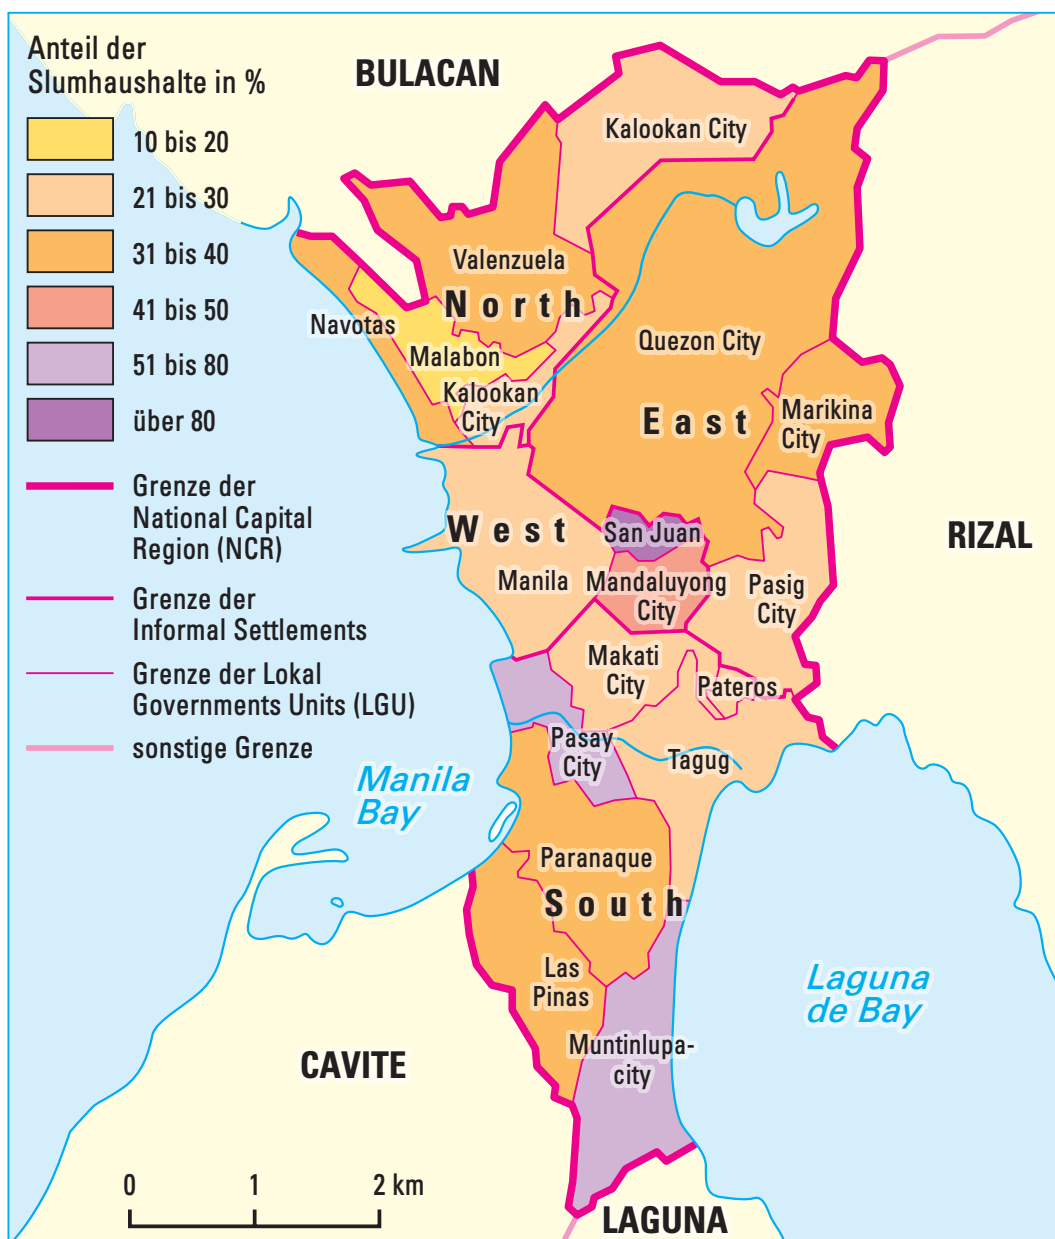 Anteil der
Slumhaushalte in %
10 bis 20
21 bis 30
31 bis 40
41 bis 50
51 bis 80
über 80
Grenze der
National Capital
Region (NCR)
Grenze der
Informal Settlements
Grenze der Lokal
Governments Units (LGU)
sonstige Grenze
BULACAN
Kalookan City
Valenzuela
North
Navotas
Malabon
Kalookan
City
Quezon City
East
Marikina
City
West
San Juan
RIZAL
Manila
Mandaluyong
City
Pasig
City
Makati
City
Pateros
Pasay
City
Tagug
Manila
Bay
Paranaque
South
Las
Pinas
Laguna
de Bay
Muntinlupa-
city
CAVITE
0 1 2 km
LAGUNA